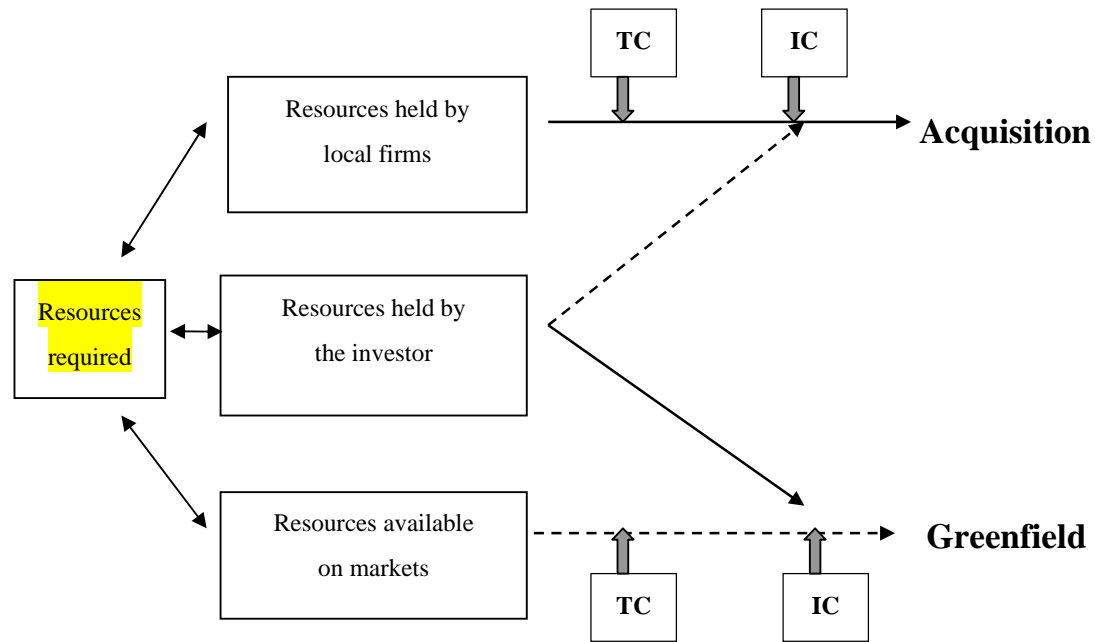 TC
IC
Resources held by
local firms
Acquisition
Resources
required
Resources held by
the investor
Resources available
on markets
Greenfield
TC
IC